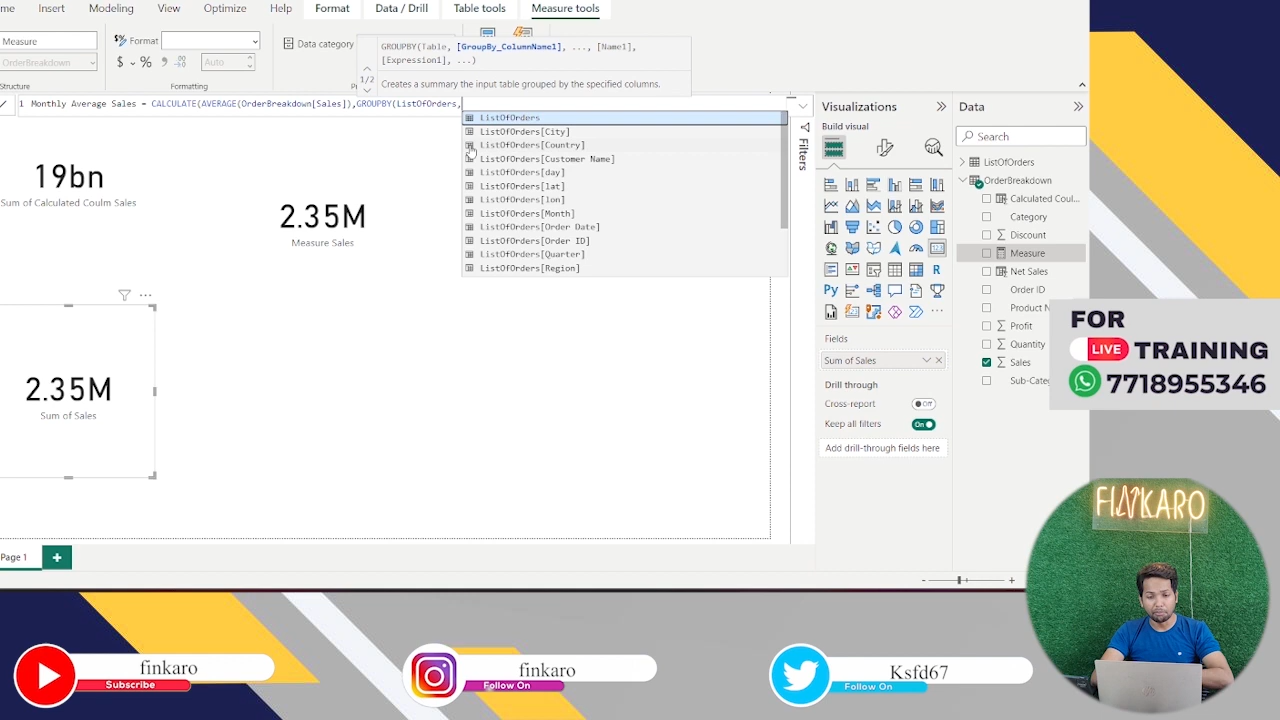 me Insert Modeling View Optimize Help Format Data / Drill Table tools Measure tools
Measure
Format
Data category
GROUPBY(Table, [GroupBy_ColumnName1], ..., [Name1],
[Expression1], ...)
OrderBreakdown
$ % Auto
1/2
Creates a summary the input table grouped by the specified columns.
Structure
Formatting
1 Monthly Averge Sales = CALCULATE(AVERAGE(OrderBreakdown[Sales]),GROUPBY(ListOfOrders,
ListOfOrders
ListOfOrders[City]
ListOfOrders[Country]
ListOfOrders[Customer Name]
ListOfOrders[day]
ListOfOrders[lat]
ListOfOrders[lon]
ListOfOrders[Month]
ListOfOrders[Order Date]
ListOfOrders[Order ID]
ListOfOrders[Quarter]
ListOfOrders[Region]
19bn
Sum of Calculated Coulm Sales
2.35M
Measure Sales
2.35M
Sum of Sales
Page 1
Filters
Visualizations
Build visual
R
Py
Fields
Sum of Sales
Drill through
Cross-report
Off
Keep all filters
On
Add drill-through fields here
Data
Search
ListOfOrders
OrderBreakdown
Calculated Coul...
Category
Discount
Measure
Net Sales
Order ID
Product N
Profit
Quantity
Sales
Sub-Categ
FOR
LIVE TRAINING
7718955346
FINKARO
finkaro
Subscribe
finkaro
Follow On
Ksfd67
Follow On